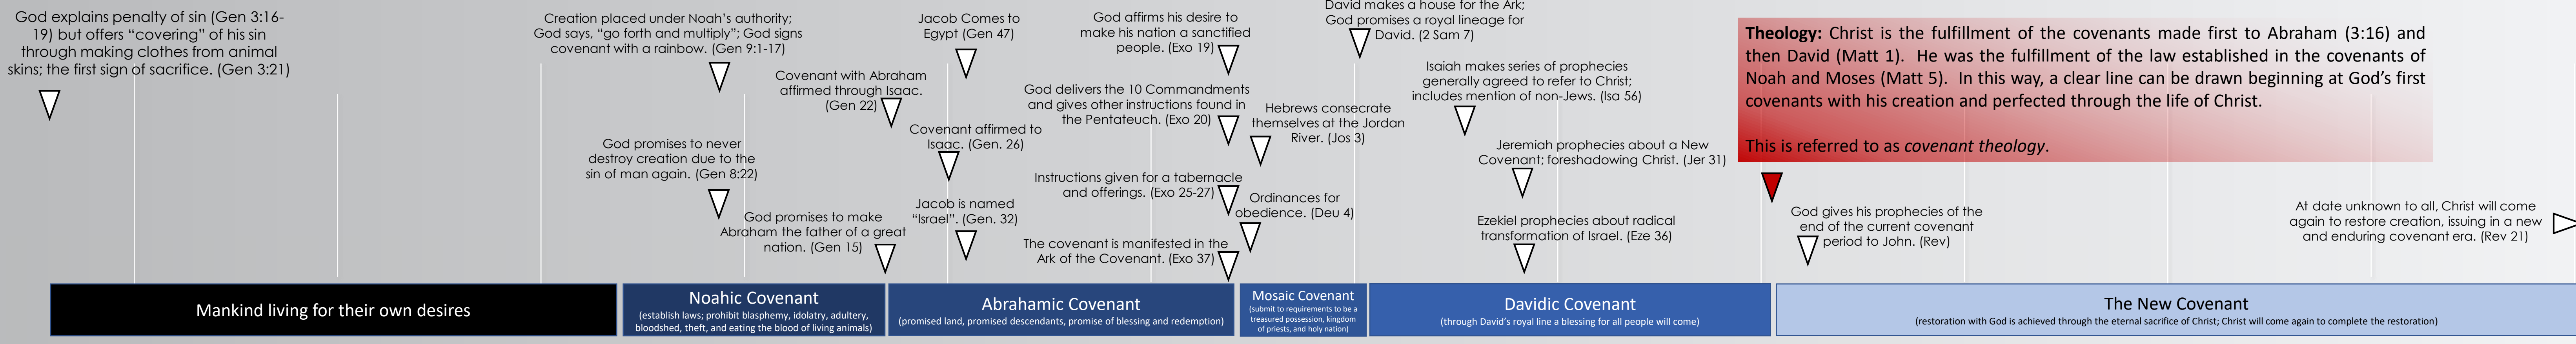 God explains penalty of sin (Gen 3:16-
19) but offers “covering” of his sin
through making clothes from animal
skins; the first sign of sacrifice. (Gen 3:21)
Creation placed under Noah’s authority;
God says, “go forth and multiply”; God signs
covenant with a rainbow. (Gen 9:1-17)
God promises to never
destroy creation due to the
sin of man again. (Gen 8:22)
Covenant with Abraham
affirmed through Isaac.
(Gen 22)
God promises to make
Abraham the father of a great
nation. (Gen 15)
Jacob Comes to
Egypt (Gen 47)
Covenant affirmed to
Isaac. (Gen. 26)
Jacob is named
“Israel”. (Gen. 32)
God affirms his desire to
make his nation a sanctified
people. (Exo 19)
God delivers the 10 Commandments
and gives other instructions found in
the Pentateuch. (Exo 20)
Instructions given for a tabernacle
and offerings. (Exo 25-27)
The covenant is manifested in the
Ark of the Covenant. (Exo 37)
Hebrews consecrate
themselves at the Jordan
River. (Jos 3)
Ordinances for
obedience. (Deu 4)
David makes a house for the Ark;
God promises a royal lineage for
David. (2 Sam 7)
Isaiah makes series of prophecies
generally agreed to refer to Christ;
includes mention of non-Jews. (Isa 56)
Jeremiah prophecies about a New
Covenant; foreshadowing Christ. (Jer 31)
Ezekiel prophecies about radical
transformation of Israel. (Eze 36)
Theology: Christ is the fulfillment of the covenants made first to Abraham (3:16) and
then David (Matt 1). He was the fulfillment of the law established in the covenants of
Noah and Moses (Matt 5). In this way, a clear line can be drawn beginning at God’s first
covenants with his creation and perfected through the life of Christ.
This is referred to as covenant theology.
God gives his prophecies of the
end of the current covenant
period to John. (Rev)
At date unknown to all, Christ will come
again to restore creation, issuing in a new
and enduring covenant era. (Rev 21)
Mankind living for their own desires
Noahic Covenant
(establish laws; prohibit blasphemy, idolatry, adultery,
bloodshed, theft, and eating the blood of living animals)
Abrahamic Covenant
(promised land, promised descendants, promise of blessing and redemption)
Mosaic Covenant
(submit to requirements to be a
treasured possession, kingdom
of priests, and holy nation)
Davidic Covenant
(through David’s royal line a blessing for all people will come)
The New Covenant
(restoration with God is achieved through the eternal sacrifice of Christ; Christ will come again to complete the restoration)